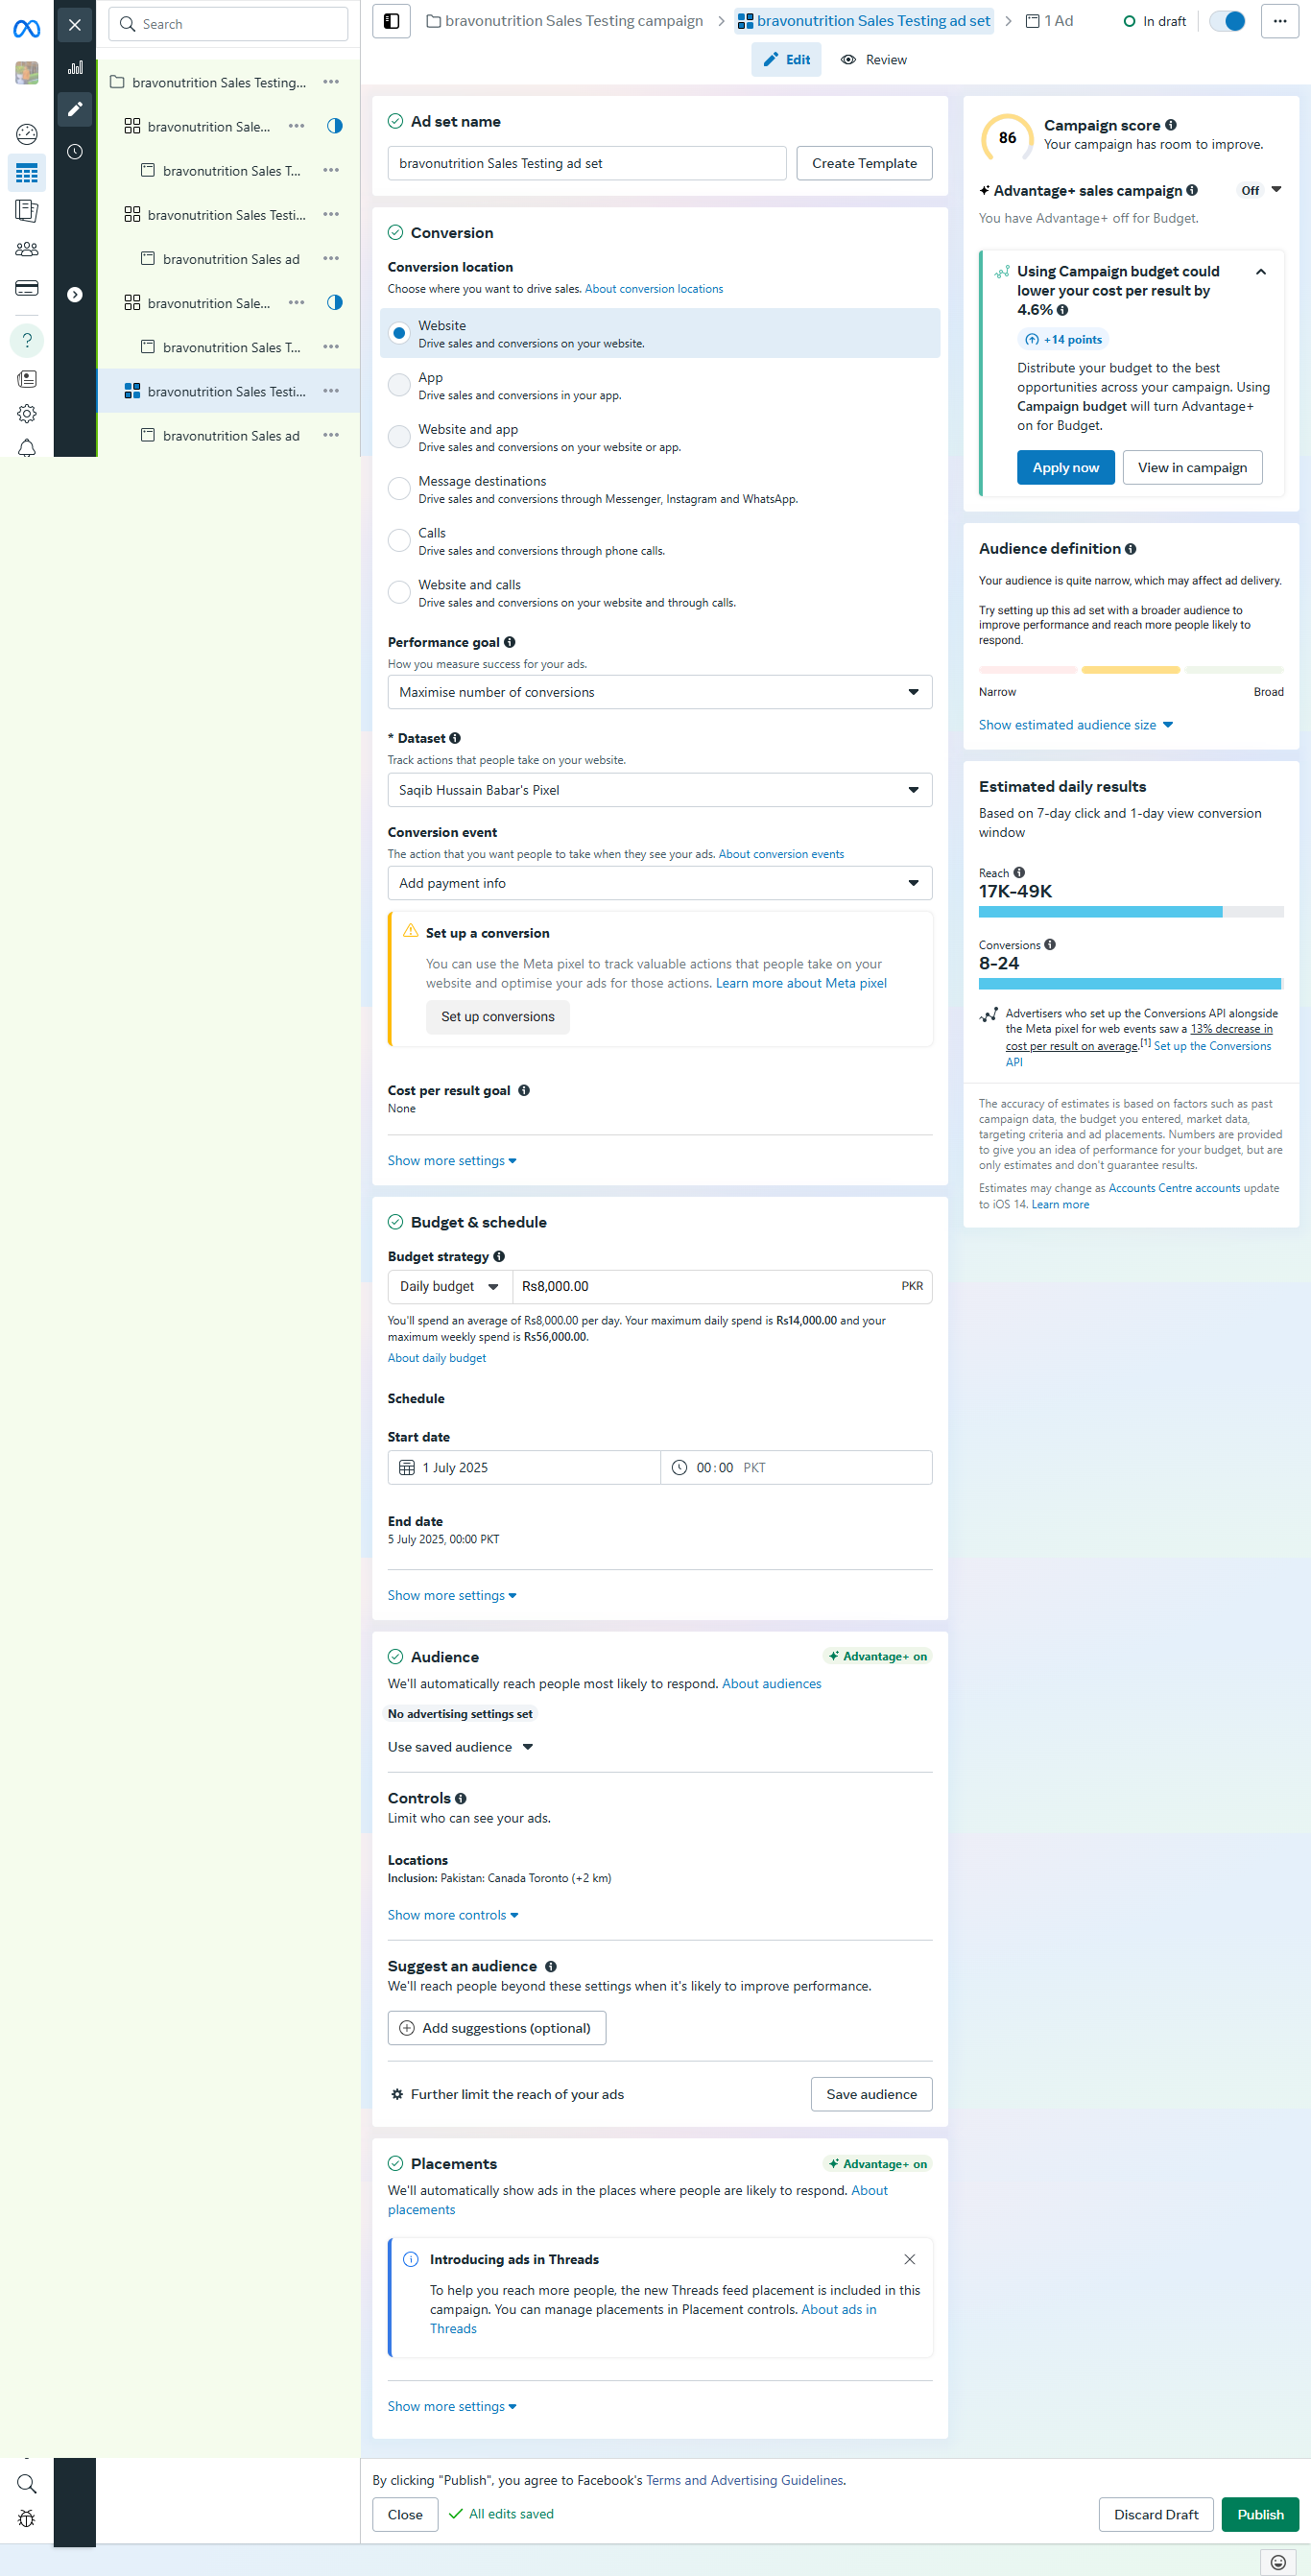 Search
bravonutrition Sales Testing...
bravonutrition Sale...
bravonutrition Sales T...
bravonutrition Sales Testi...
bravonutrition Sales ad
bravonutrition Sale...
bravonutrition Sales T...
bravonutrition Sales Testi...
bravonutrition Sales ad
bravonutrition Sales Testing campaign
bravonutrition Sales Testing ad set
1 Ad
In draft
Edit
Review
Ad set name
bravonutrition Sales Testing ad set
Create Template
Conversion
Conversion location
Choose where you want to drive sales. About conversion locations
Website
Drive sales and conversions on your website.
App
Drive sales and conversions in your app.
Website and app
Drive sales and conversions on your website or app.
Message destinations
Drive sales and conversions through Messenger, Instagram and WhatsApp.
Calls
Drive sales and conversions through phone calls.
Website and calls
Drive sales and conversions on your website and through calls.
Performance goal
How you measure success for your ads.
Maximise number of conversions
* Dataset
Track actions that people take on your website.
Saqib Hussain Babar's Pixel
Conversion event
The action that you want people to take when they see your ads. About conversion events
Add payment info
Set up a conversion
You can use the Meta pixel to track valuable actions that people take on your
website and optimise your ads for those actions. Learn more about Meta pixel
Set up conversions
Cost per result goal
None
Show more settings
Budget & schedule
Budget strategy
Daily budget
Rs8,000.00
PKR
You'll spend an average of Rs8,000.00 per day. Your maximum daily spend is Rs14,000.00 and your
maximum weekly spend is Rs56,000.00.
About daily budget
Schedule
Start date
1 July 2025
00:00 PKT
End date
5 July 2025, 00:00 PKT
Show more settings
Audience
Advantage+ on
We'll automatically reach people most likely to respond. About audiences
No advertising settings set
Use saved audience
Controls
Limit who can see your ads.
Locations
Inclusion: Pakistan: Canada Toronto (+2 km)
Show more controls
Suggest an audience
We'll reach people beyond these settings when it's likely to improve performance.
Add suggestions (optional)
Further limit the reach of your ads
Save audience
Placements
Advantage+ on
We'll automatically show ads in the places where people are likely to respond. About
placements
Introducing ads in Threads
To help you reach more people, the new Threads feed placement is included in this
campaign. You can manage placements in Placement controls. About ads in
Threads
Show more settings
86
Campaign score
Your campaign has room to improve.
Advantage+ sales campaign
Off
You have Advantage+ off for Budget.
Using Campaign budget could
lower your cost per result by
4.6%
+14 points
Distribute your budget to the best
opportunities across your campaign. Using
Campaign budget will turn Advantage+
on for Budget.
Apply now
View in campaign
Audience definition
Your audience is quite narrow, which may affect ad delivery.
Try setting up this ad set with a broader audience to
improve performance and reach more people likely to
respond.
Narrow
Broad
Show estimated audience size
Estimated daily results
Based on 7-day click and 1-day view conversion
window
Reach
17K-49K
Conversions
8-24
Advertisers who set up the Conversions API alongside
the Meta pixel for web events saw a 13% decrease in
cost per result on average.[1] Set up the Conversions
API
The accuracy of estimates is based on factors such as past
campaign data, the budget you entered, market data,
targeting criteria and ad placements. Numbers are provided
to give you an idea of performance for your budget, but are
only estimates and don't guarantee results.
Estimates may change as Accounts Centre accounts update
to iOS 14. Learn more
By clicking "Publish", you agree to Facebook's Terms and Advertising Guidelines.
Close
All edits saved
Discard Draft
Publish